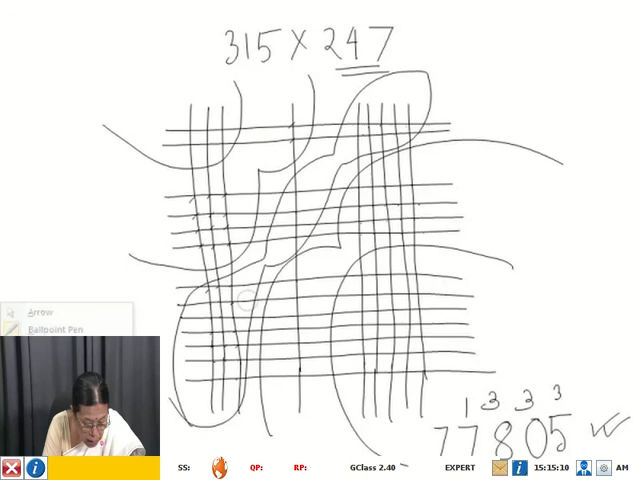 315 × 247
Arrow
Ballpoint Pen
1 3 3 3
77805
SS: QP: RP: GClass 2.40 EXPERT 15:15:10 AM